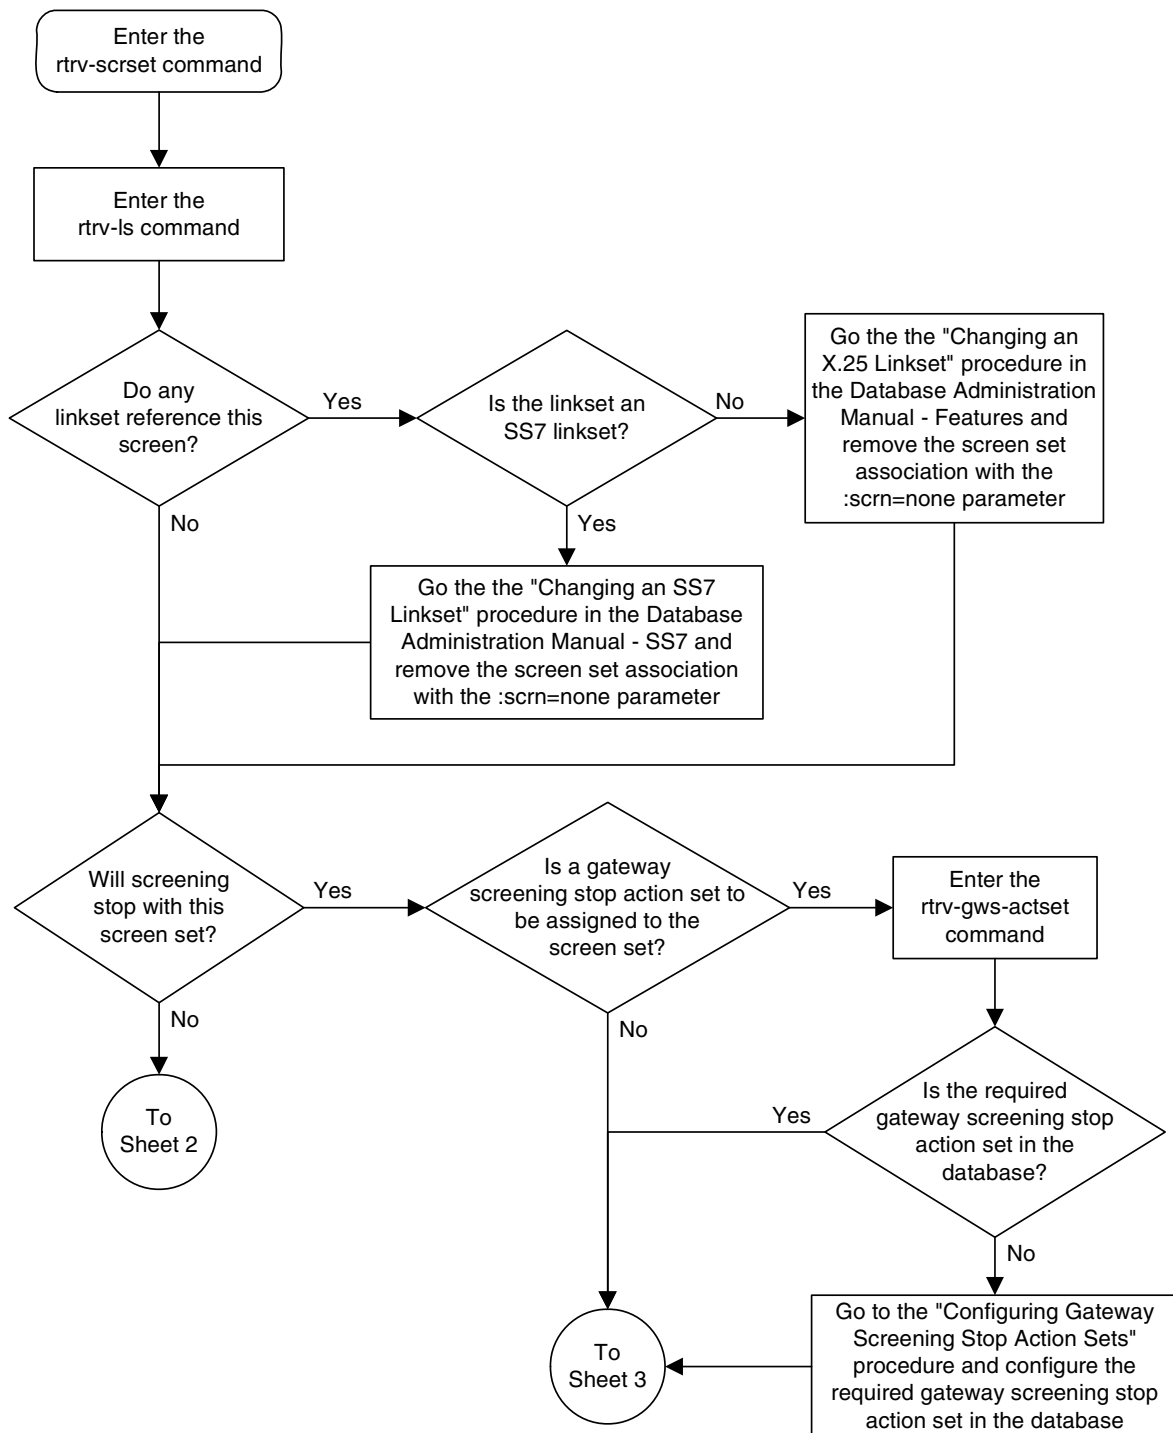 Enter the
rtrv-scrset command
Enter the
rtrv-ls command
Do any
linkset reference this
screen?
Yes
Is the linkset an
SS7 linkset?
No
Go the the "Changing an
X.25 Linkset" procedure in
the Database Administration
Manual - Features and
remove the screen set
association with the
:scrn=none parameter
No
Yes
Go the the "Changing an SS7
Linkset" procedure in the Database
Administration Manual - SS7 and
remove the screen set association
with the :scrn=none parameter
Will screening
stop with this
screen set?
Yes
Is a gateway
screening stop action set to
be assigned to the
screen set?
Yes
Enter the
rtrv-gws-actset
command
No
To
Sheet 2
No
Is the required
gateway screening stop
action set in the
database?
Yes
No
To
Sheet 3
Go to the "Configuring Gateway
Screening Stop Action Sets"
procedure and configure the
required gateway screening stop
action set in the database